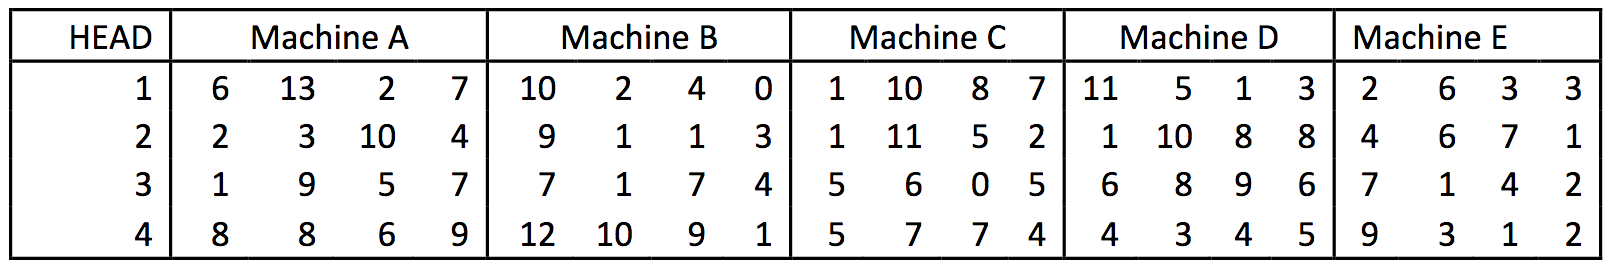 HEAD Machine A Machine B Machine C Machine D Machine E
1 6 13 2 7 10 2 4 0 1 10 8 7 11 5 1 3 2 6 3 3
2 2 3 10 4 9 1 1 3 1 11 5 2 1 10 8 8 4 6 7 1
3 1 9 5 7 7 1 7 4 5 6 0 5 6 8 9 6 7 1 4 2
4 8 8 6 9 12 10 9 1 5 7 7 4 4 3 4 5 9 3 1 2